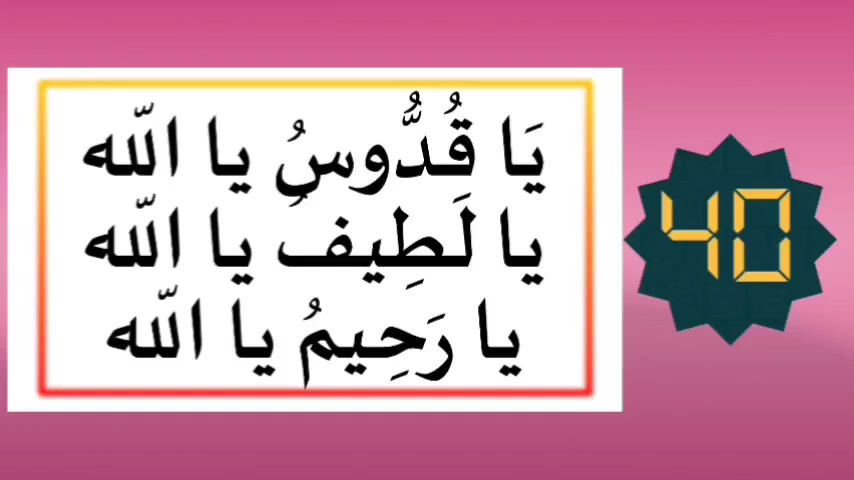 يَا قُدُّوسُ يا اللّه
يا لَطِيفُ يا اللّه
يا رَحِيمُ يا اللّه
40